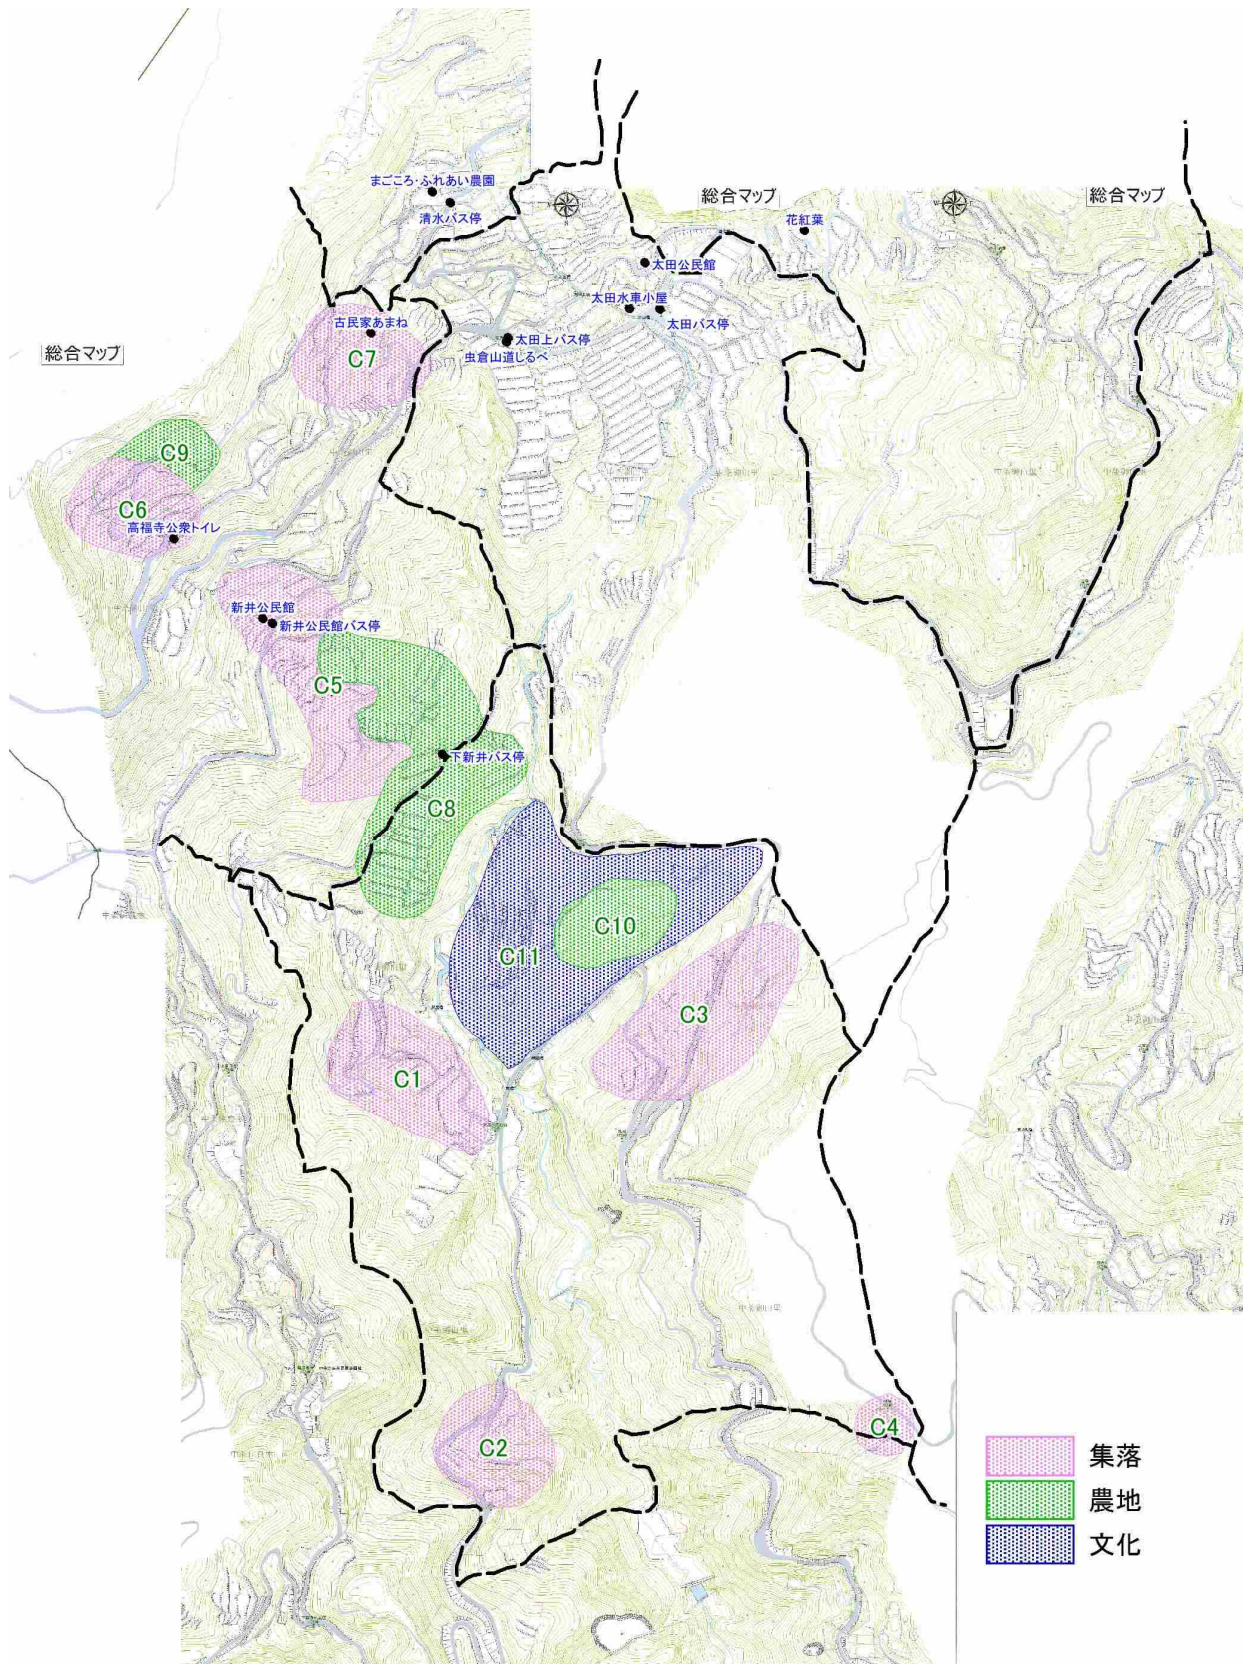 まごころ・ふれあい農園
清水バス停
総合マップ
花紅葉
総合マップ
太田公民館
太田水車小屋
太田バス停
古民家あまね
太田上バス停
虫倉山道しるべ
総合マップ
C7
C9
C6
高福寺公衆トイレ
新井公民館
新井公民館バス停
C5
下新井バス停
C8
C10
C11
C3
C1
C4
C2
集落
農地
文化